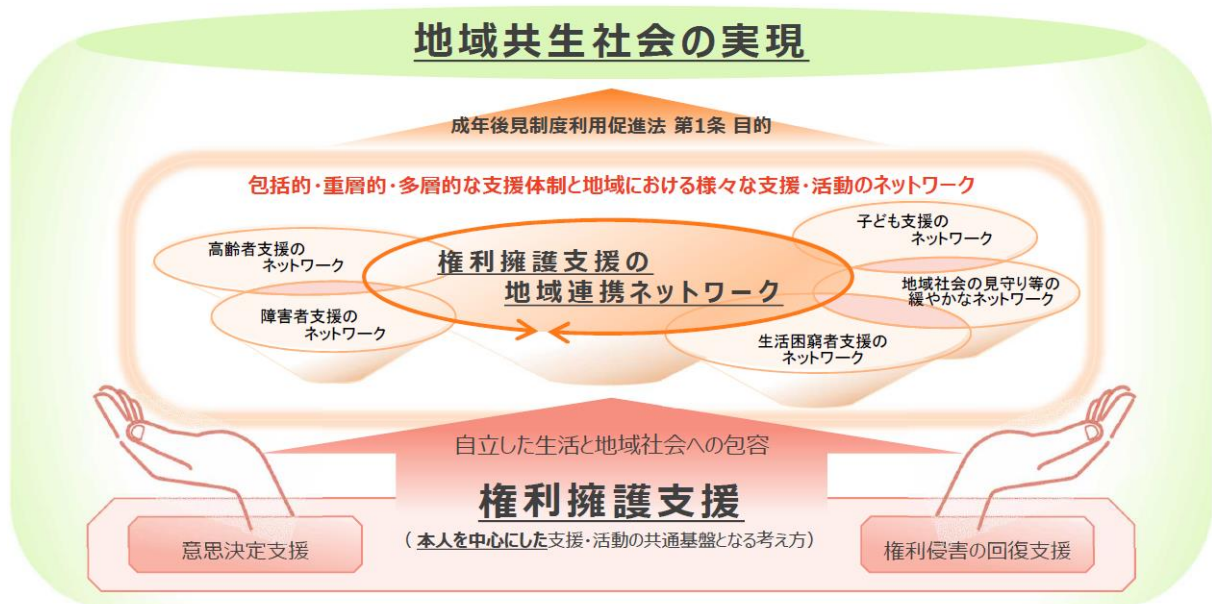 地域共生社会の実現
成年後見制度利用促進法 第1条 目的
包括的・重層的・多層的な支援体制と地域における様々な支援・活動のネットワーク
高齢者支援の
ネットワーク
障害者支援の
ネットワーク
権利擁護支援の
地域連携ネットワーク
子ども支援の
ネットワーク
地域社会の見守り等の
緩やかなネットワーク
生活困窮者支援の
ネットワーク
自立した生活と地域社会への包容
権利擁護支援
（本人を中心にした支援・活動の共通基盤となる考え方）
意思決定支援
権利侵害の回復支援